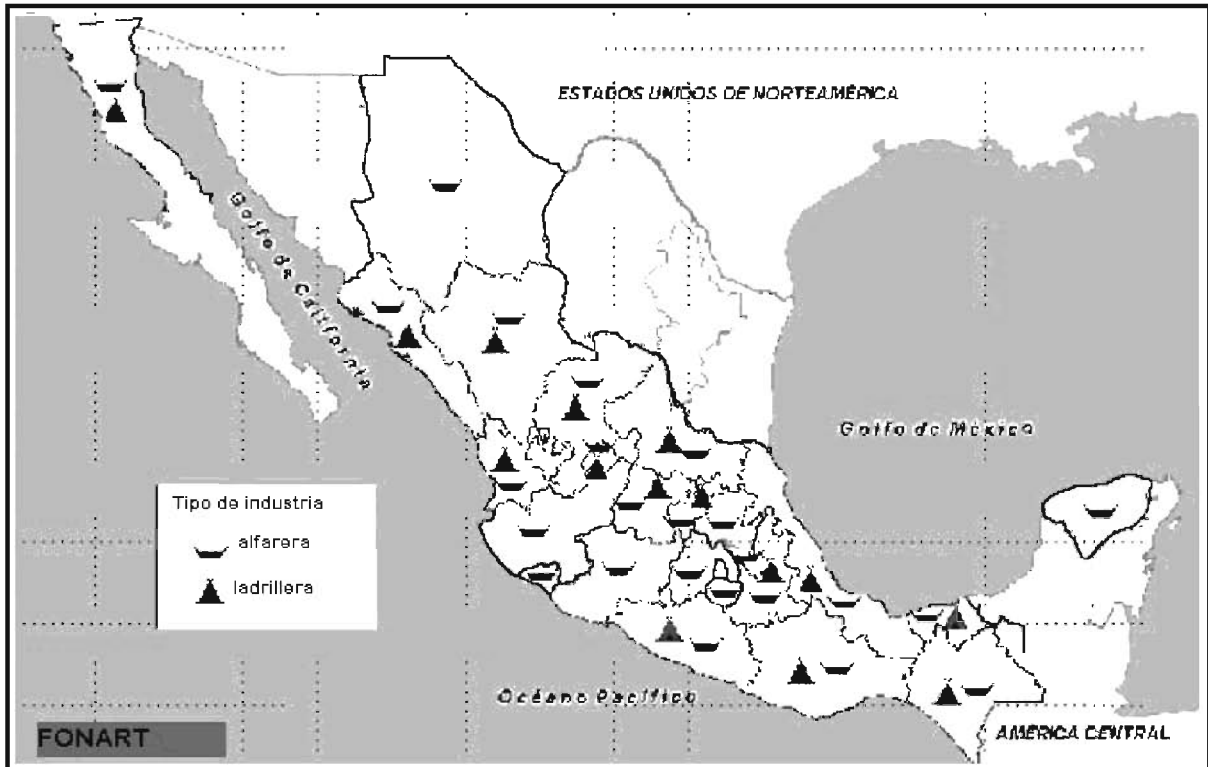 ESTADOS UNIDOS DE NORTEAMÉRICA
Golfo de California
Golfo de México
Tipo de industria
alfarera
ladrillera
Océano Pacífico
FONART
AMÉRICA CENTRAL